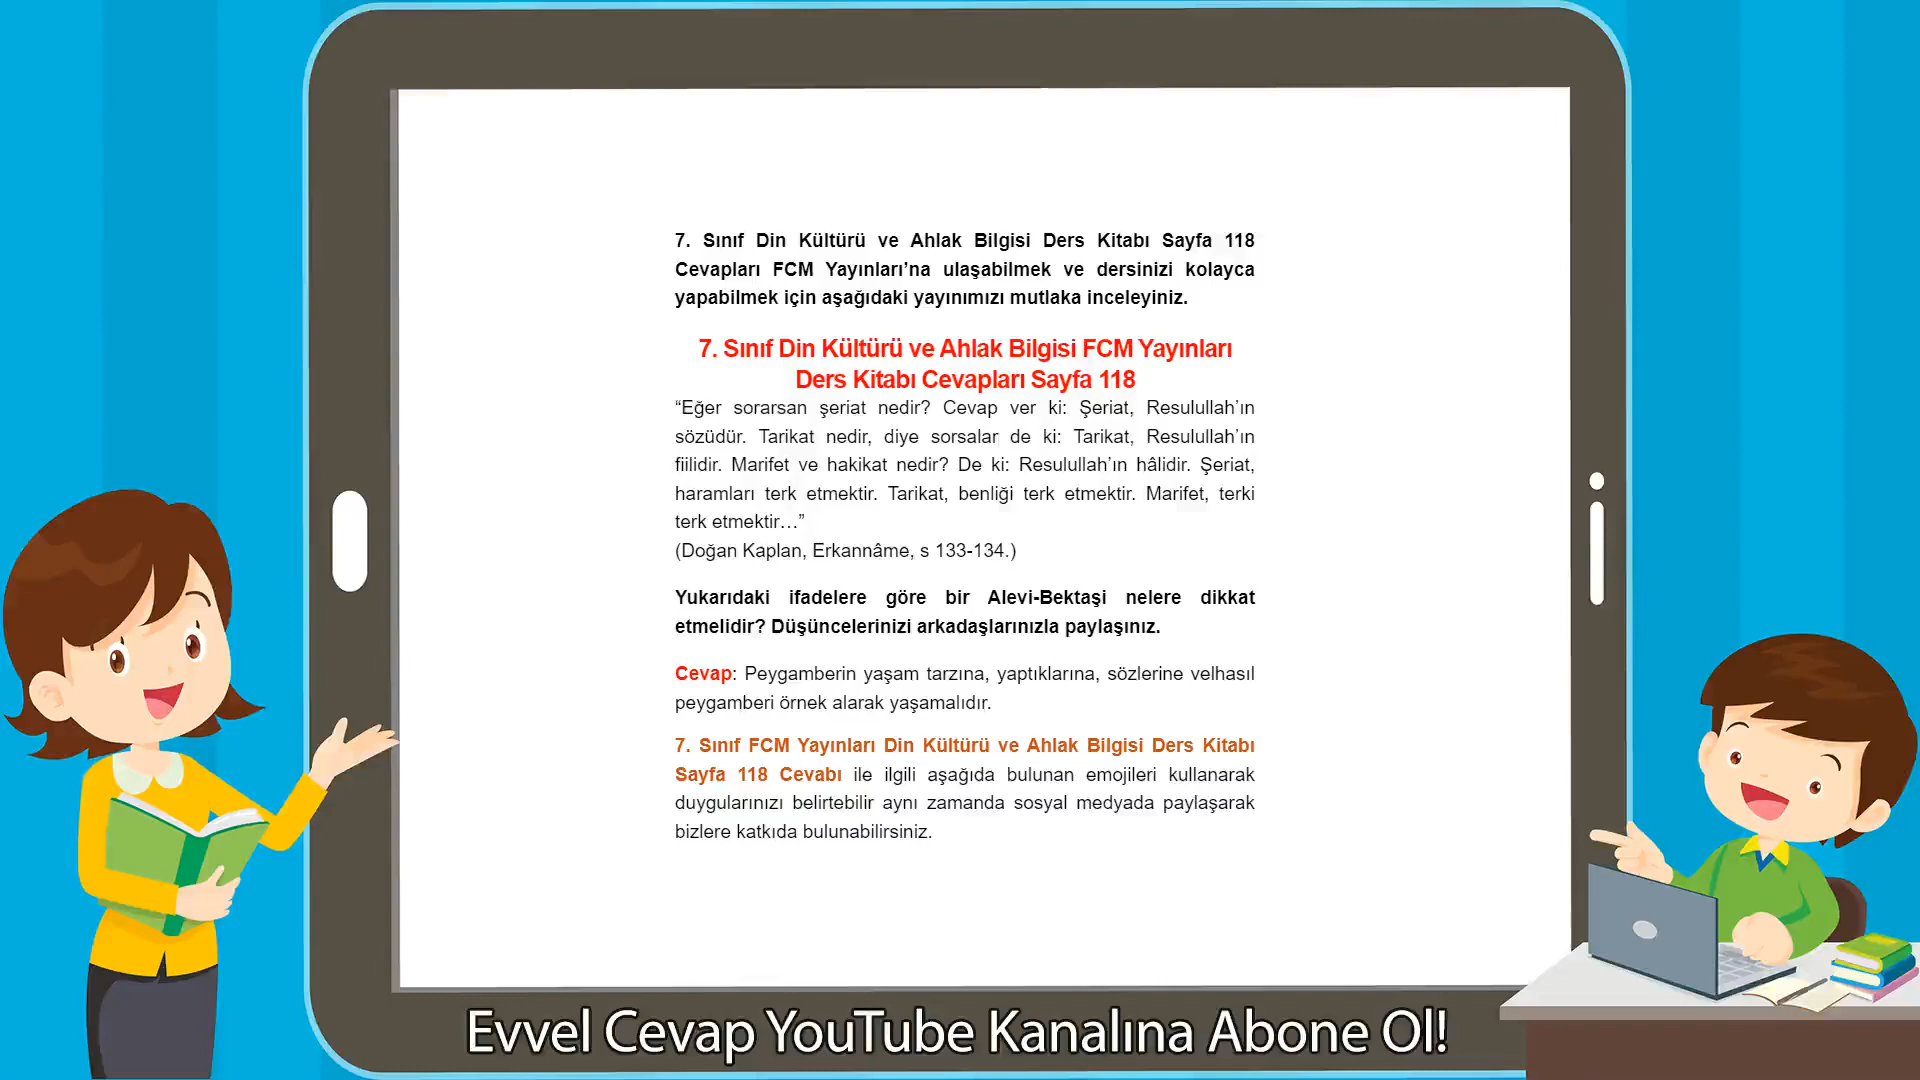 7. Sınıf Din Kültürü ve Ahlak Bilgisi Ders Kitabı Sayfa 118
Cevapları FCM Yayınları’na ulaşabilmek ve dersinizi kolayca
yapabilmek için aşağıdaki yayınımızı mutlaka inceleyiniz.
7. Sınıf Din Kültürü ve Ahlak Bilgisi FCM Yayınları
Ders Kitabı Cevapları Sayfa 118
“Eğer sorarsan şeriat nedir? Cevap ver ki: Şeriat, Resulullah’ın
sözüdür. Tarikat nedir, diye sorsalar de ki: Tarikat, Resulullah’ın
fiilidir. Marifet ve hakikat nedir? De ki: Resulullah’ın hâlidir. Şeriat,
haramları terk etmektir. Tarikat, benliği terk etmektir. Marifet, terki
terk etmektir…”
(Doğan Kaplan, Erkannâme, s 133-134.)
Yukarıdaki ifadelere göre bir Alevi-Bektaşi nelere dikkat
etmelidir? Düşüncelerinizi arkadaşlarınızla paylaşınız.
Cevap: Peygamberin yaşam tarzına, yaptıklarına, sözlerine velhasıl
peygamberi örnek alarak yaşamalıdır.
7. Sınıf FCM Yayınları Din Kültürü ve Ahlak Bilgisi Ders Kitabı
Sayfa 118 Cevabı ile ilgili aşağıda bulunan emojileri kullanarak
duygularınızı belirtebilir aynı zamanda sosyal medyada paylaşarak
bizlere katkıda bulunabilirsiniz.
Evvel Cevap YouTube Kanalına Abone Ol!